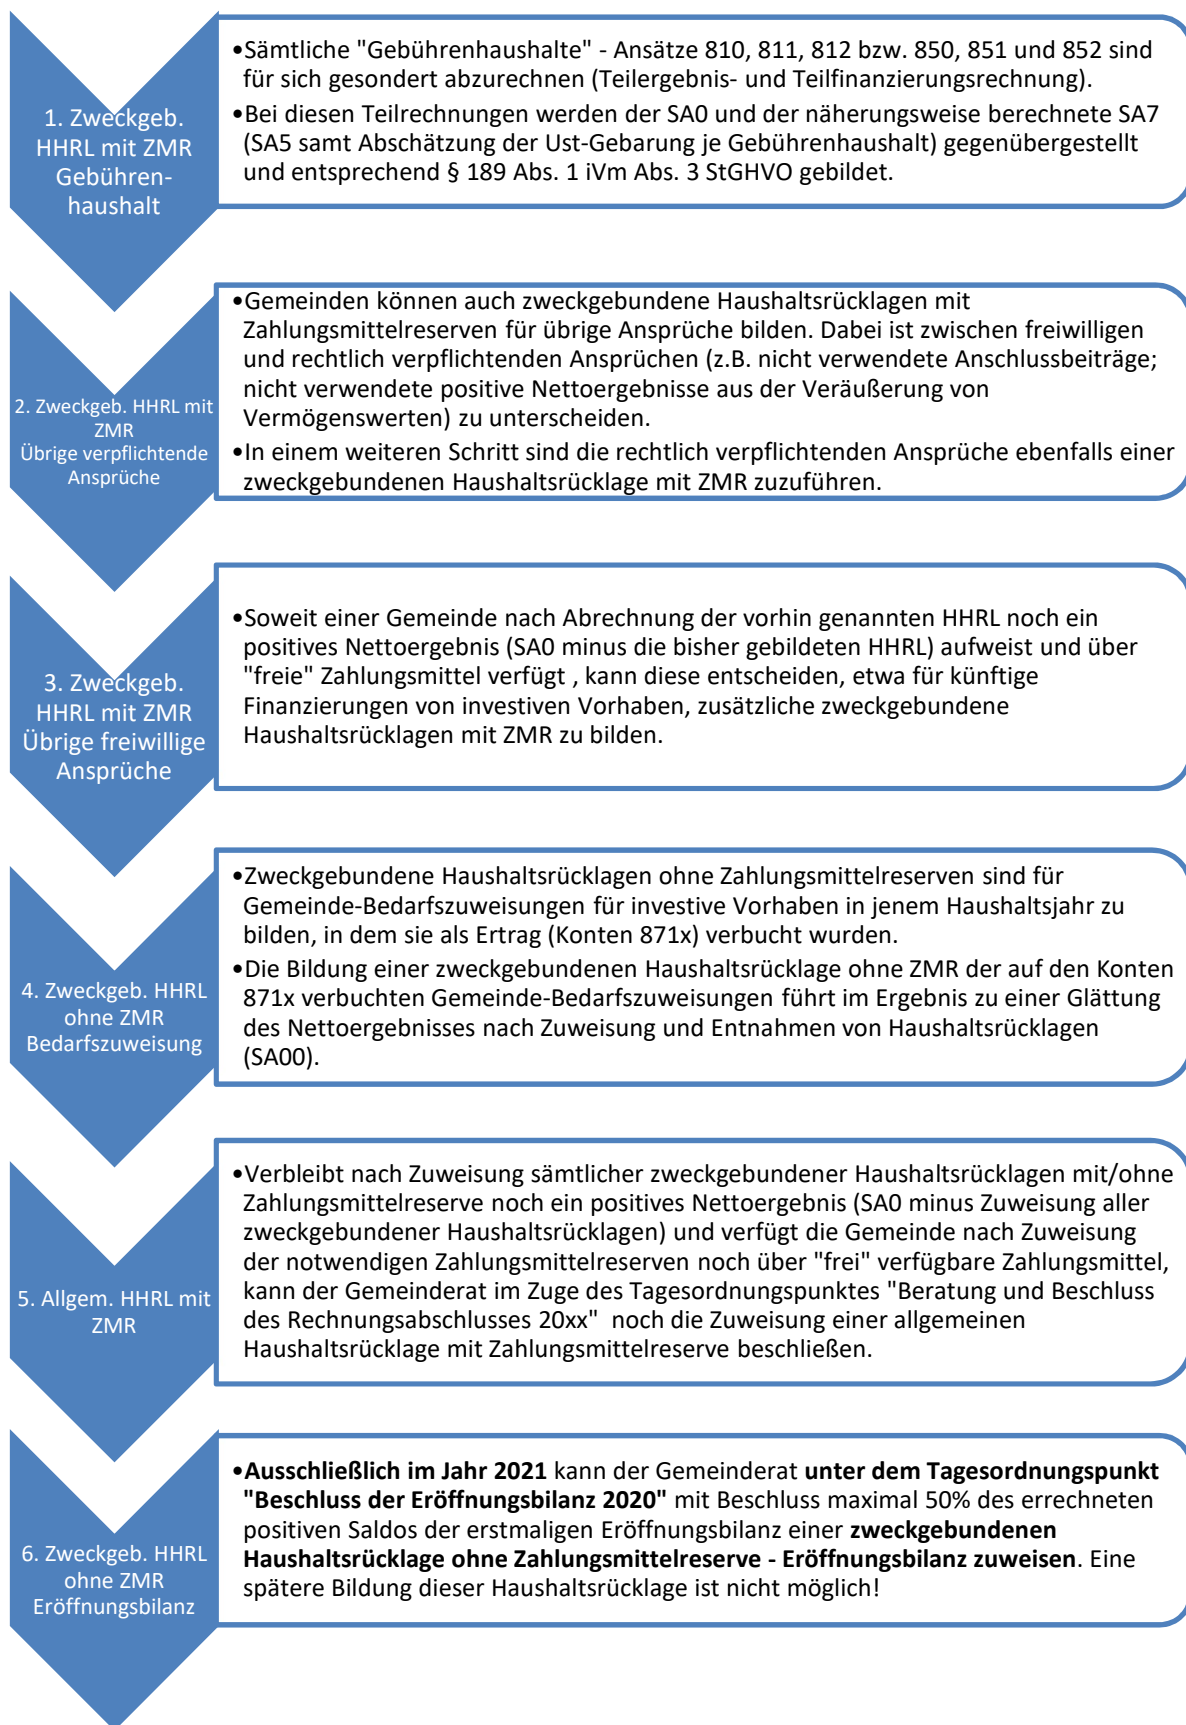 1. Zweckgeb.
HHRL mit ZMR
Gebühren-
haushalt
•Sämtliche "Gebührenhaushalte" - Ansätze 810, 811, 812 bzw. 850, 851 und 852 sind
für sich gesondert abzurechnen (Teilergebnis- und Teilfinanzierungsrechnung).
•Bei diesen Teilrechnungen werden der SA0 und der näherungsweise berechnete SA7
(SA5 samt Abschätzung der Ust-Gebarung je Gebührenhaushalt) gegenübergestellt
und entsprechend § 189 Abs. 1 iVm Abs. 3 StGHVO gebildet.
2. Zweckgeb. HHRL mit
ZMR
Übrige verpflichtende
Ansprüche
•Gemeinden können auch zweckgebundene Haushaltsrücklagen mit
Zahlungsmittelreserven für übrige Ansprüche bilden. Dabei ist zwischen freiwilligen
und rechtlich verpflichtenden Ansprüchen (z.B. nicht verwendete Anschlussbeiträge;
nicht verwendete positive Nettoergebnisse aus der Veräußerung von
Vermögenswerten) zu unterscheiden.
•In einem weiteren Schritt sind die rechtlich verpflichtenden Ansprüche ebenfalls einer
zweckgebundenen Haushaltsrücklage mit ZMR zuzuführen.
3. Zweckgeb.
HHRL mit ZMR
Übrige freiwillige
Ansprüche
•Soweit einer Gemeinde nach Abrechnung der vorhin genannten HHRL noch ein
positives Nettoergebnis (SA0 minus die bisher gebildeten HHRL) aufweist und über
"freie" Zahlungsmittel verfügt , kann diese entscheiden, etwa für künftige
Finanzierungen von investiven Vorhaben, zusätzliche zweckgebundene
Haushaltsrücklagen mit ZMR zu bilden.
4. Zweckgeb. HHRL
ohne ZMR
Bedarfszuweisung
•Zweckgebundene Haushaltsrücklagen ohne Zahlungsmittelreserven sind für
Gemeinde-Bedarfszuweisungen für investive Vorhaben in jenem Haushaltsjahr zu
bilden, in dem sie als Ertrag (Konten 871x) verbucht wurden.
•Die Bildung einer zweckgebundenen Haushaltsrücklage ohne ZMR der auf den Konten
871x verbuchten Gemeinde-Bedarfszuweisungen führt im Ergebnis zu einer Glättung
des Nettoergebnisses nach Zuweisung und Entnahmen von Haushaltsrücklagen
(SA00).
5. Allgem. HHRL mit
ZMR
•Verbleibt nach Zuweisung sämtlicher zweckgebundener Haushaltsrücklagen mit/ohne
Zahlungsmittelreserve noch ein positives Nettoergebnis (SA0 minus Zuweisung aller
zweckgebundener Haushaltsrücklagen) und verfügt die Gemeinde nach Zuweisung
der notwendigen Zahlungsmittelreserven noch über "frei" verfügbare Zahlungsmittel,
kann der Gemeinderat im Zuge des Tagesordnungspunktes "Beratung und Beschluss
des Rechnungsabschlusses 20xx" noch die Zuweisung einer allgemeinen
Haushaltsrücklage mit Zahlungsmittelreserve beschließen.
6. Zweckgeb. HHRL
ohne ZMR
Eröffnungsbilanz
•Ausschließlich im Jahr 2021 kann der Gemeinderat unter dem Tagesordnungspunkt
"Beschluss der Eröffnungsbilanz 2020" mit Beschluss maximal 50% des errechneten
positiven Saldos der erstmaligen Eröffnungsbilanz einer zweckgebundenen
Haushaltsrücklage ohne Zahlungsmittelreserve - Eröffnungsbilanz zuweisen. Eine
spätere Bildung dieser Haushaltsrücklage ist nicht möglich!